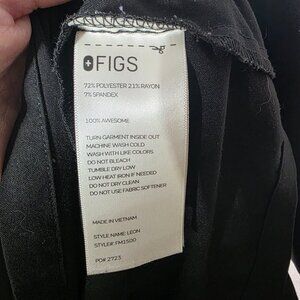 FIGS
72% POLYESTER 21% RAYON
7% SPANDEX
100% AWESOME
TURN GARMENT INSIDE OUT
MACHINE WASH COLD
WASH WITH LIKE COLORS
DO NOT BLEACH
TUMBLE DRY LOW
LOW HEAT IRON IF NEEDED
DO NOT DRY CLEAN
DO NOT USE FABRIC SOFTENER
MADE IN VIETNAM
STYLE NAME: LEON
STYLE#: FM1500
PO# 2723